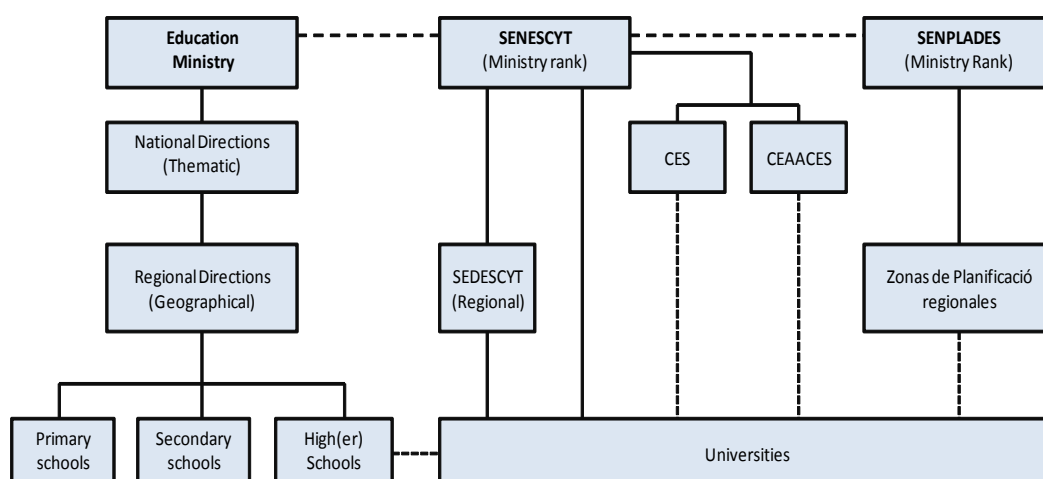 Education
Ministry
SENESCYT
(Ministry rank)
SENPLADES
(Ministry Rank)
National Directions
(Thematic)
CES
CEAACES
Regional Directions
(Geographical)
SEDESCYT
(Regional)
Zonas de Planificació
regionales
Primary
schools
Secondary
schools
High(er)
Schools
Universities